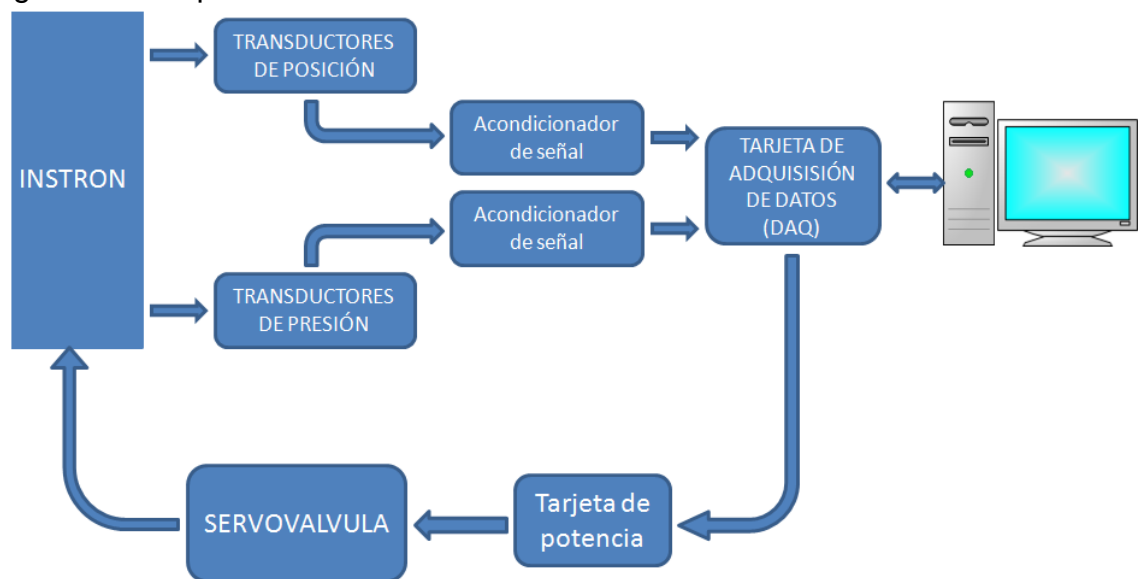 TRANSDUCTORES
DE POSICIÓN
Acondicionador
de señal
TARJETA DE
ADQUISISIÓN
DE DATOS
(DAQ)
INSTRON
Acondicionador
de señal
TRANSDUCTORES
DE PRESIÓN
SERVOVALVULA
Tarjeta de
potencia